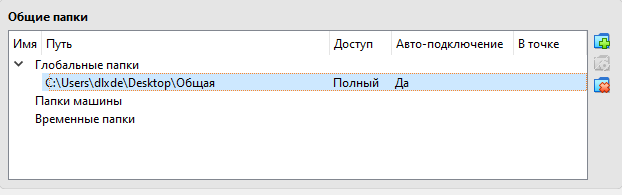 Общие папки
Имя Путь Доступ Авто-подключение В точке
Глобальные папки
C:\Users\dlxde\Desktop\Общая Полный Да
Папки машины
Временные папки